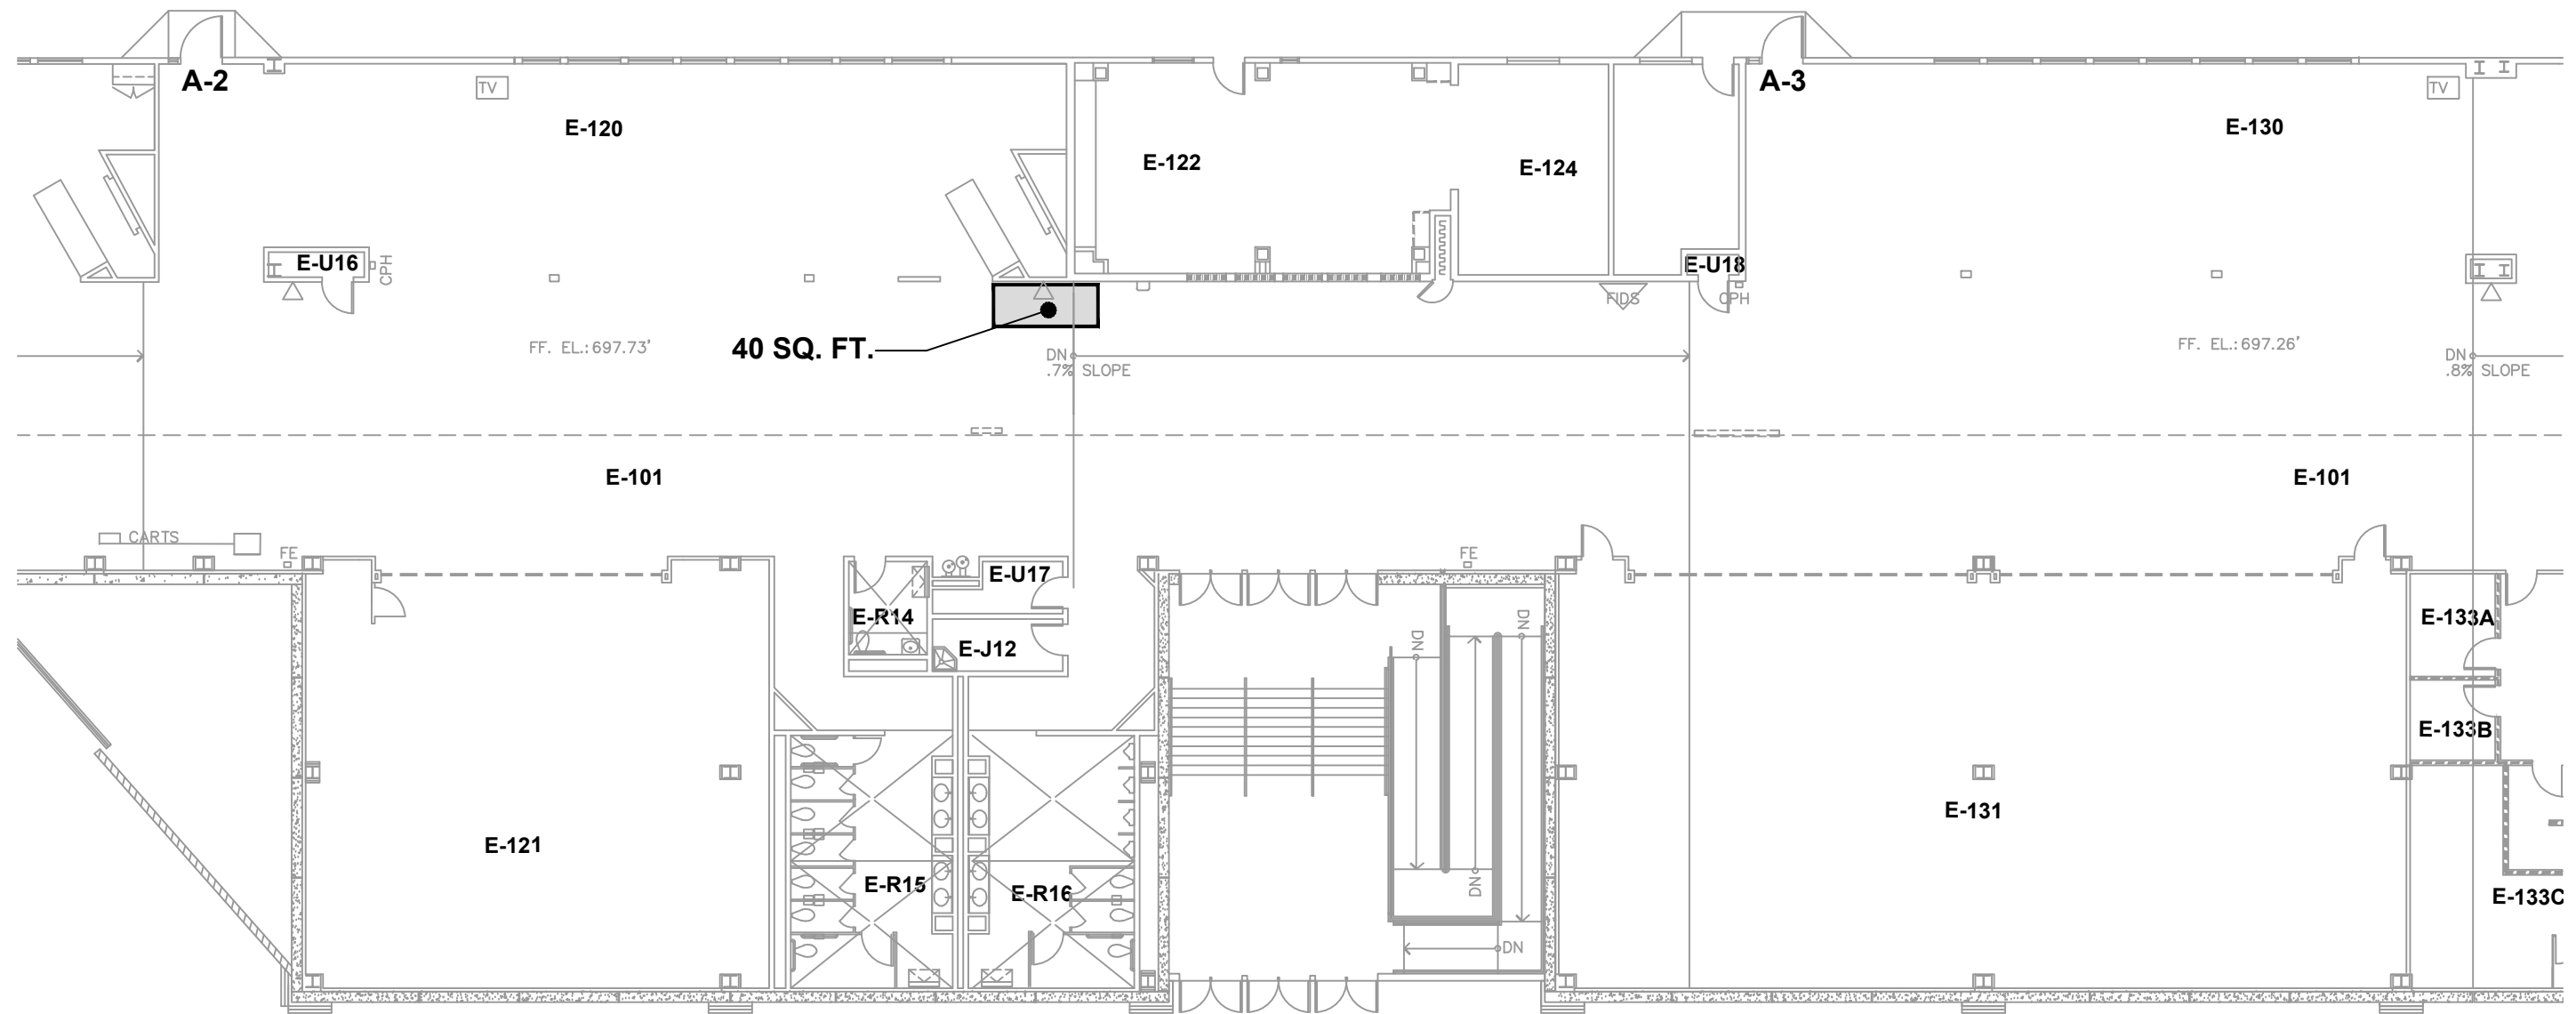 A-2
TV
E-120
E-122
E-124
A-3
E-130
TV
E-U16
CPH
E-U18
FIDS
CPH
40 SQ. FT.
FF. EL.:697.73'
DN
.7% SLOPE
FF. EL.:697.26'
DN
.8% SLOPE
E-101
E-101
CARTS
FE
FE
E-U17
E-R14
E-J12
DN
DN
E-133A
E-133B
E-121
E-131
E-R15
E-R16
DN
DN
E-133C